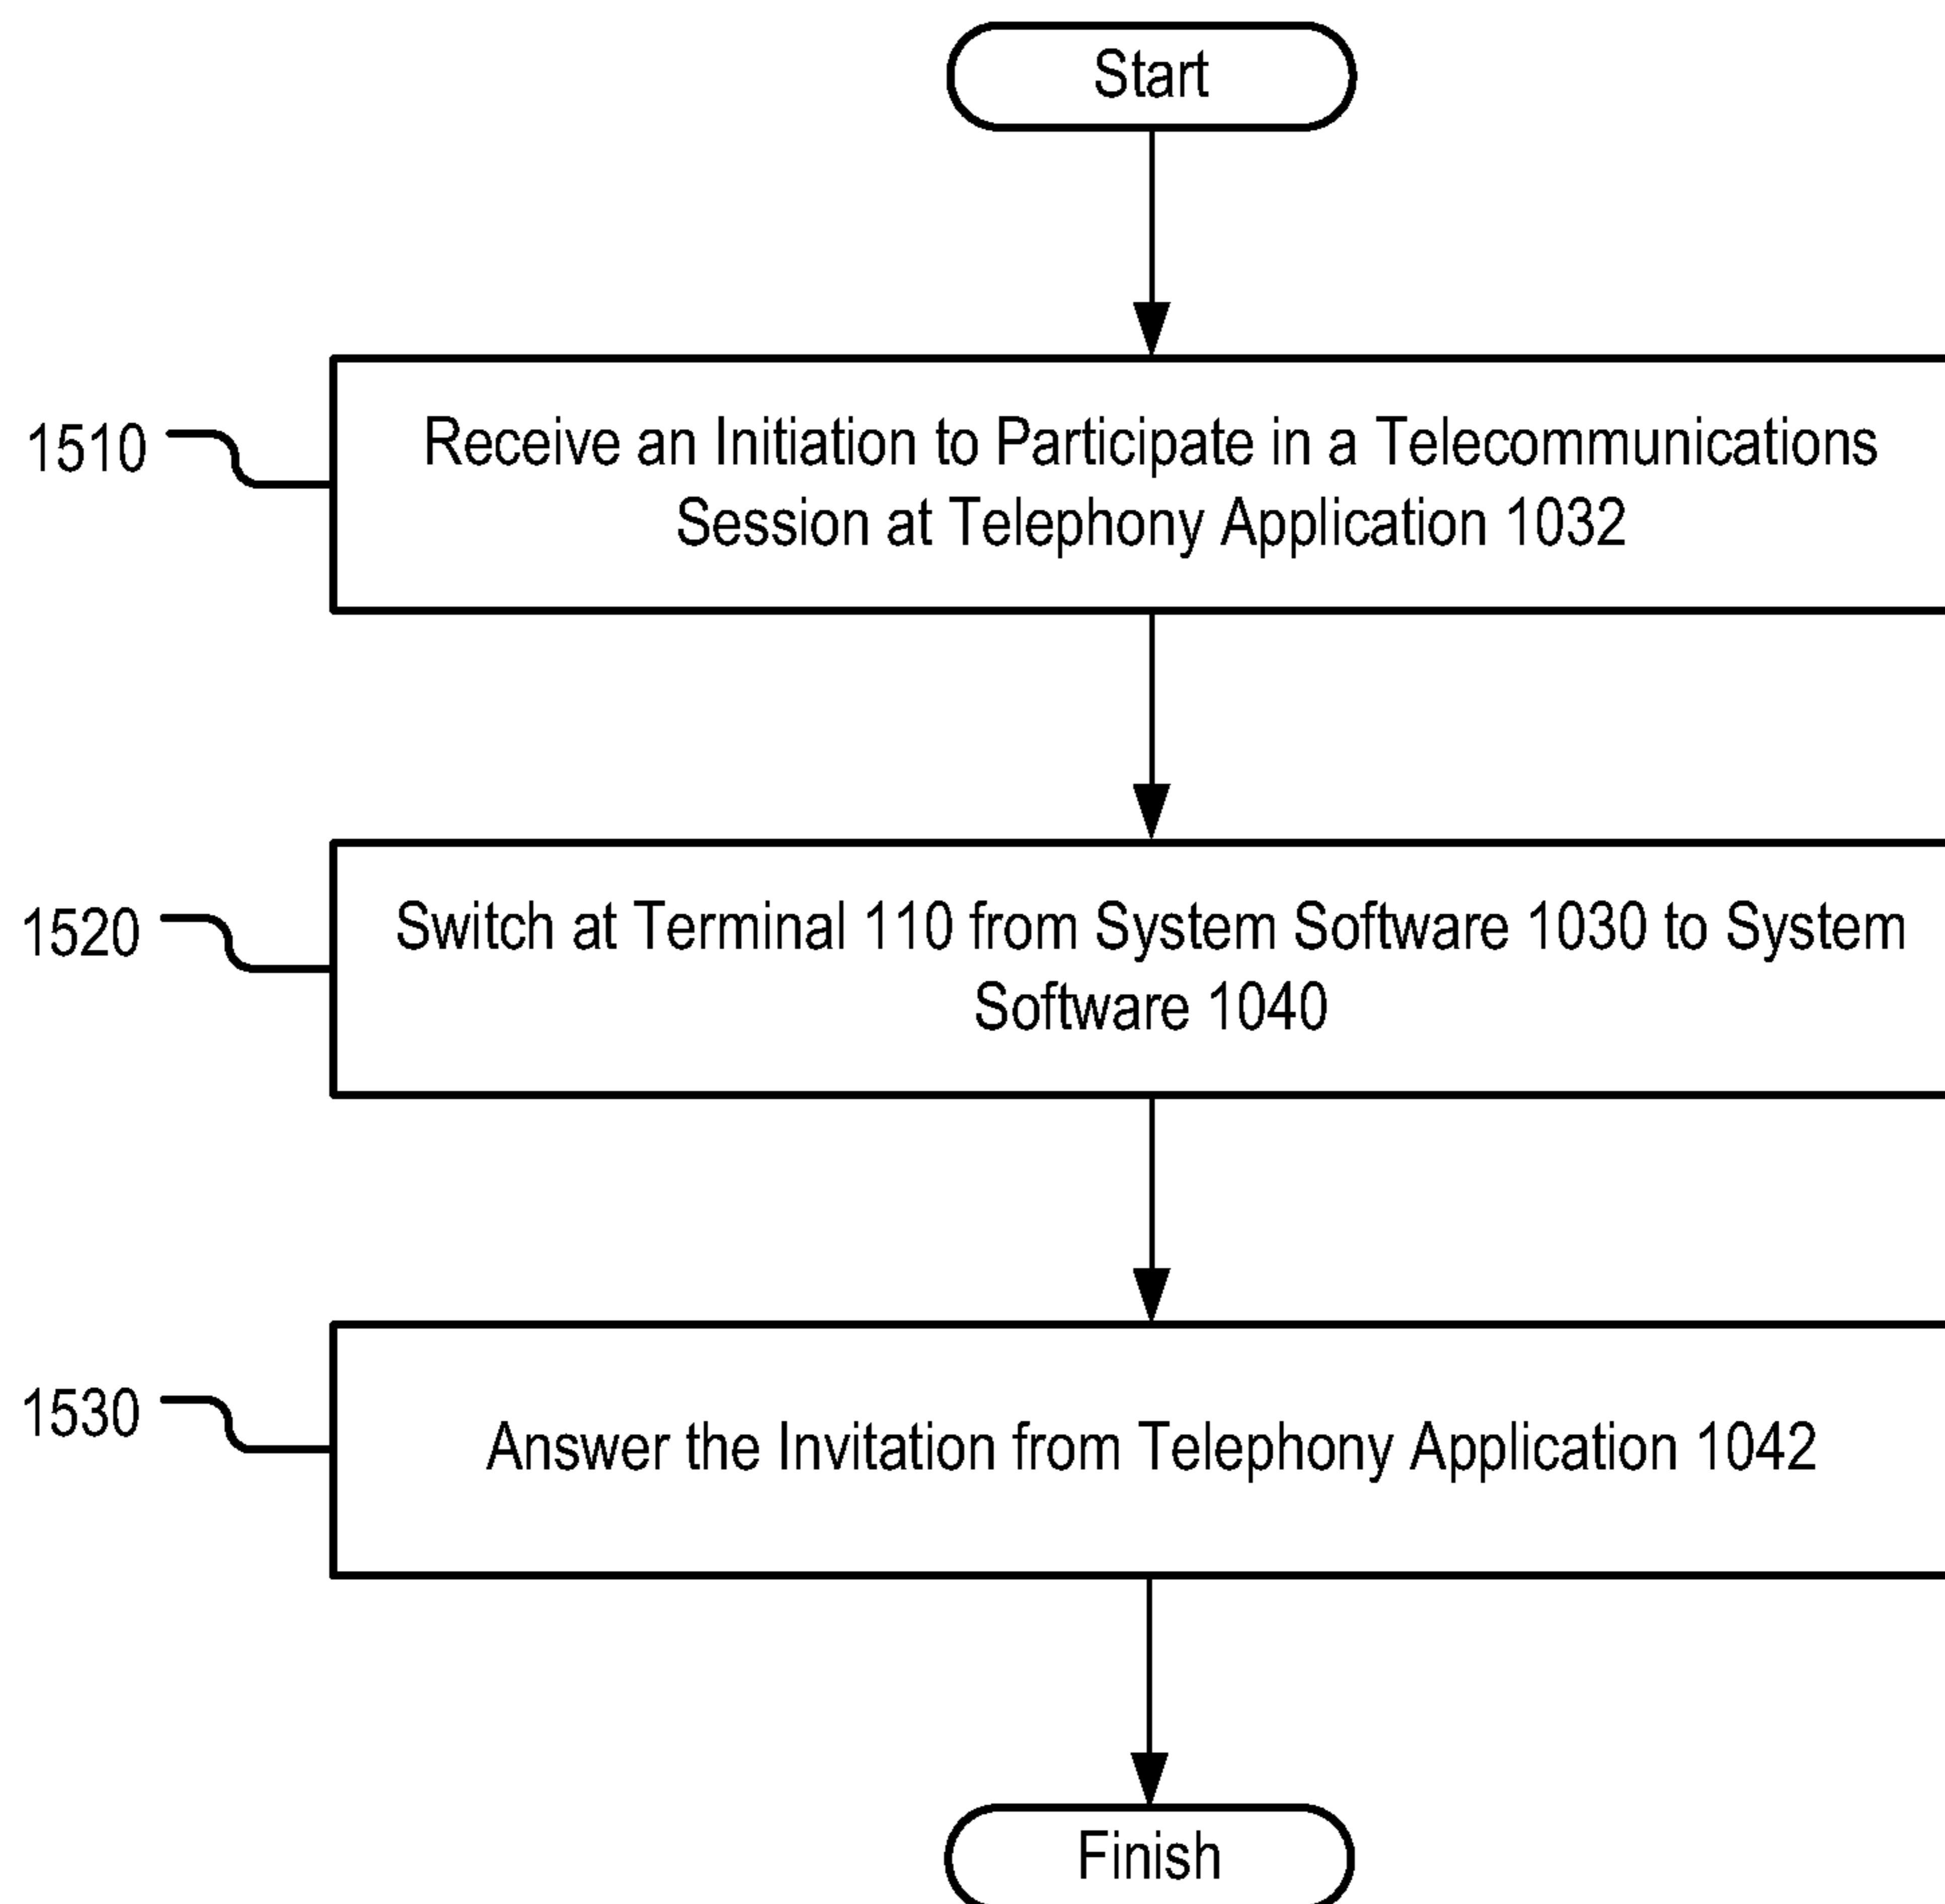 Start
1510
Receive an Initiation to Participate in a Telecommunications
Session at Telephony Application 1032
1520
Switch at Terminal 110 from System Software 1030 to System
Software 1040
1530
Answer the Invitation from Telephony Application 1042
Finish